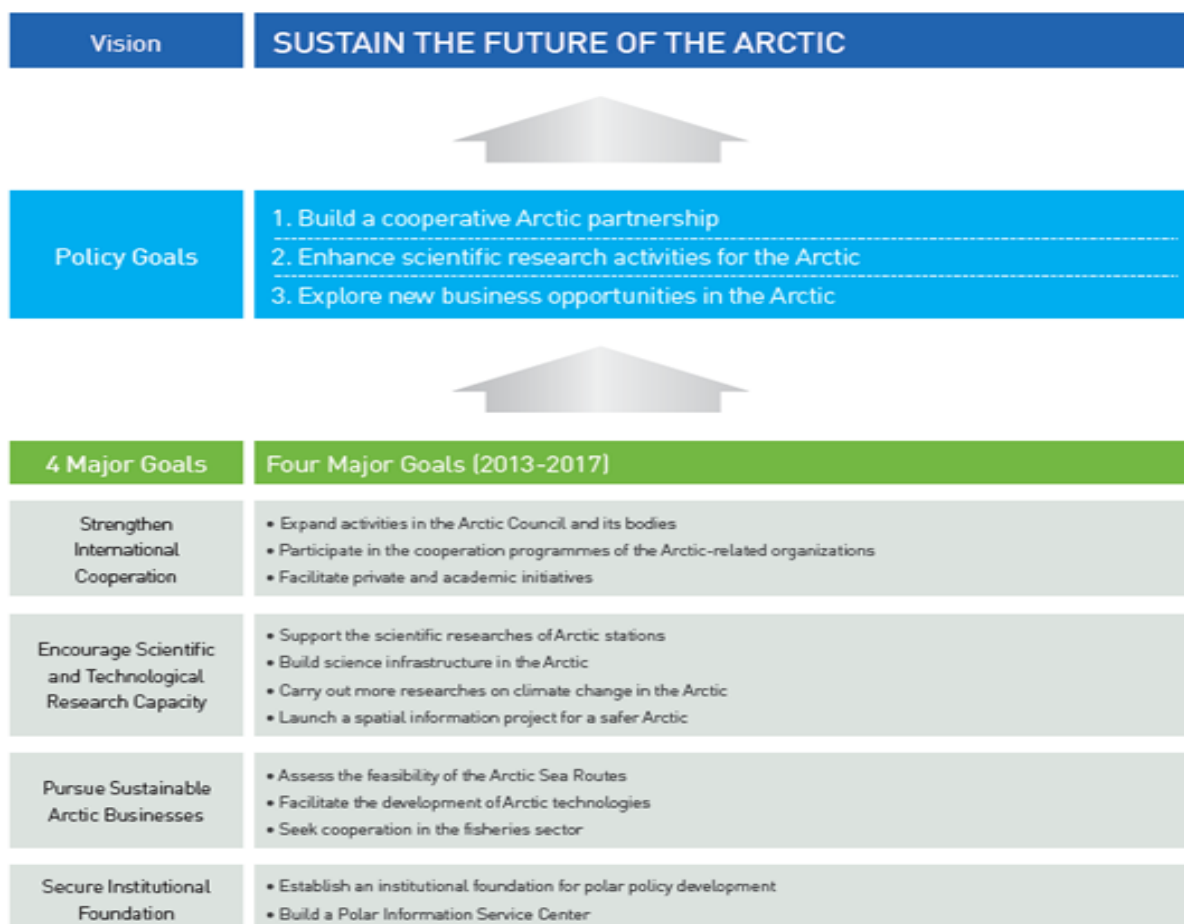 Vision
SUSTAIN THE FUTURE OF THE ARCTIC
Policy Goals
1. Build a cooperative Arctic partnership
2. Enhance scientific research activities for the Arctic
3. Explore new business opportunities in the Arctic
4 Major Goals
Four Major Goals (2013-2017)
Strengthen
International
Cooperation
• Expand activities in the Arctic Council and its bodies
• Participate in the cooperation programmes of the Arctic-related organizations
• Facilitate private and academic initiatives
Encourage Scientific
and Technological
Research Capacity
• Support the scientific researches of Arctic stations
• Build science infrastructure in the Arctic
• Carry out more researches on climate change in the Arctic
• Launch a spatial information project for a safer Arctic
Pursue Sustainable
Arctic Businesses
• Assess the feasibility of the Arctic Sea Routes
• Facilitate the development of Arctic technologies
• Seek cooperation in the fisheries sector
Secure Institutional
Foundation
• Establish an institutional foundation for polar policy development
• Build a Polar Information Service Center